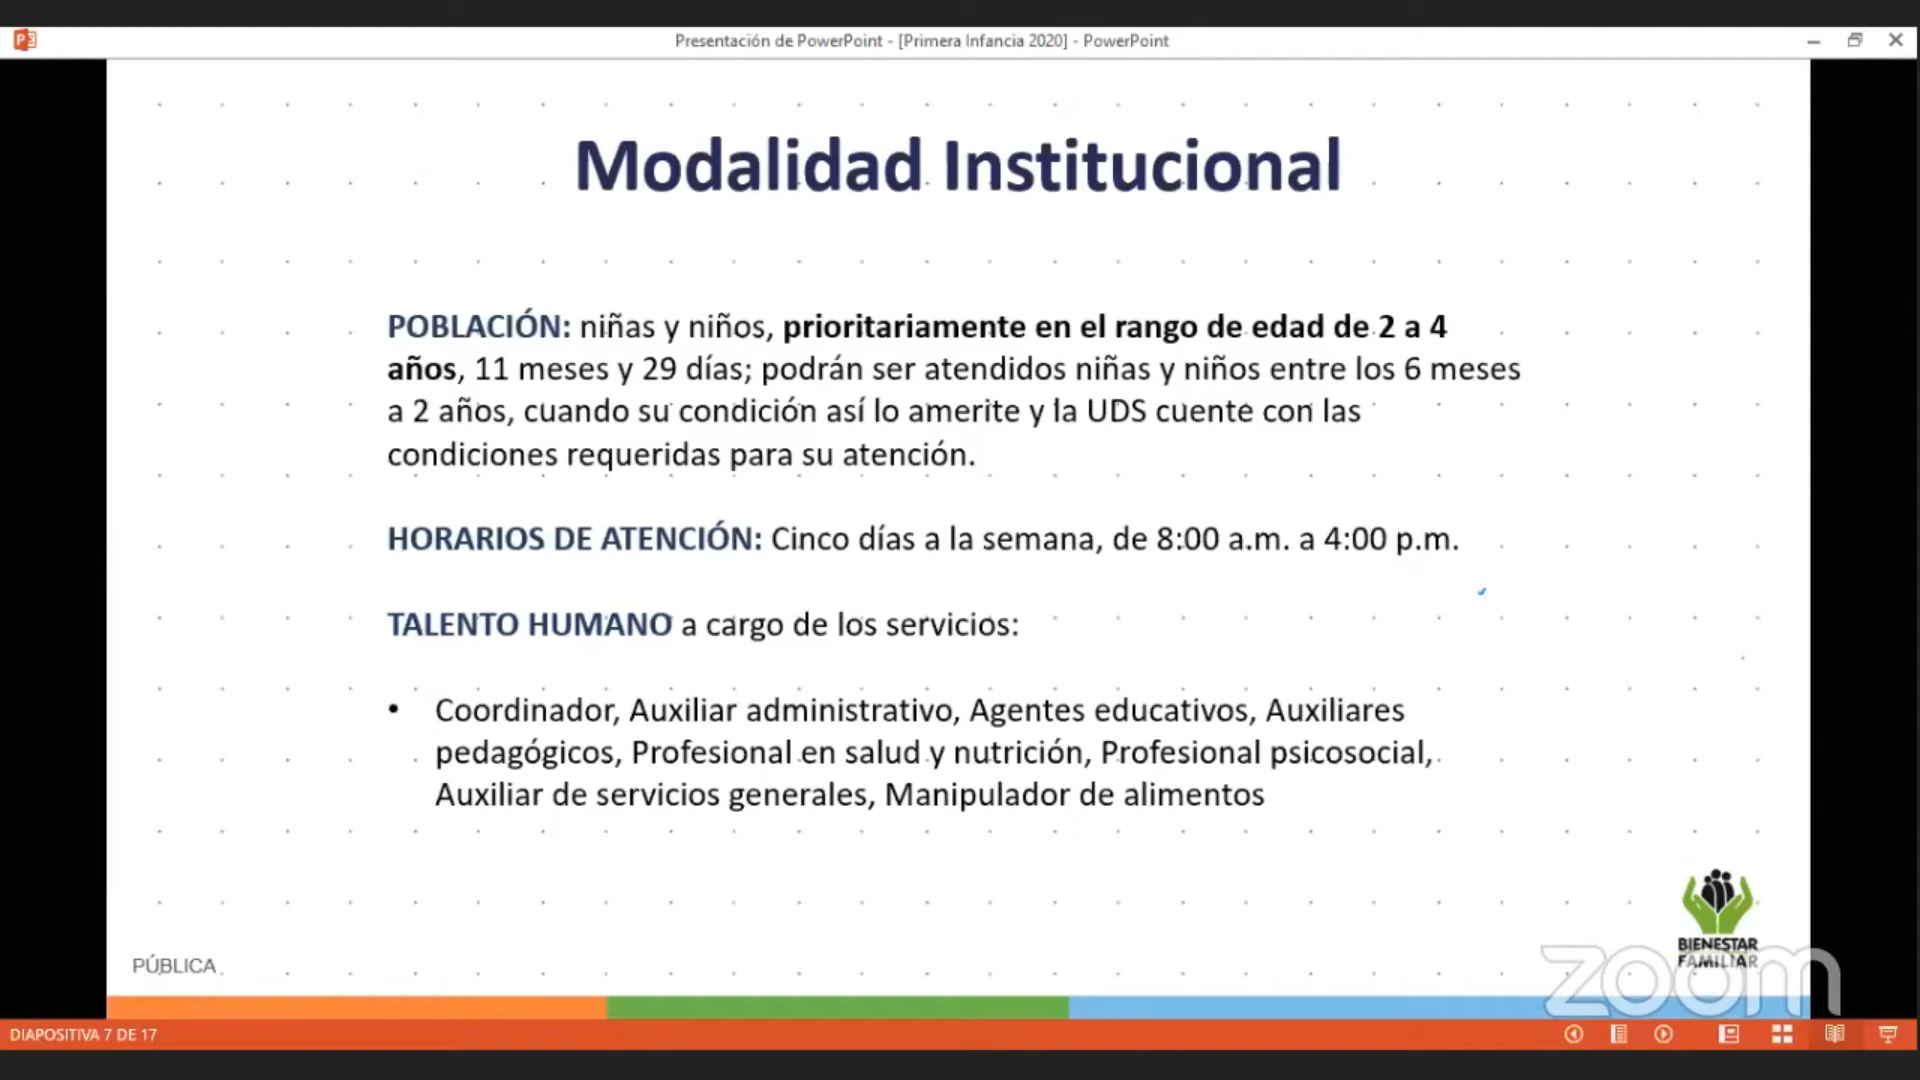 Presentación de PowerPoint - [Primera Infancia 2020] - PowerPoint
Modalidad Institucional
POBLACIÓN: niñas y niños, prioritariamente en el rango de edad de 2 a 4
años, 11 meses y 29 días; podrán ser atendidos niñas y niños entre los 6 meses
a 2 años, cuando su condición así lo amerite y la UDS cuente con las
condiciones requeridas para su atención.
HORARIOS DE ATENCIÓN: Cinco días a la semana, de 8:00 a.m. a 4:00 p.m.
TALENTO HUMANO a cargo de los servicios:
• Coordinador, Auxiliar administrativo, Agentes educativos, Auxiliares
pedagógicos, Profesional en salud y nutrición, Profesional psicosocial,
Auxiliar de servicios generales, Manipulador de alimentos
BIENESTAR
FAMILIAR
PÚBLICA
zoom
DIAPOSITIVA 7 DE 17